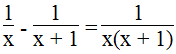 1/x - 1/(x + 1) = 1/(x(x + 1))